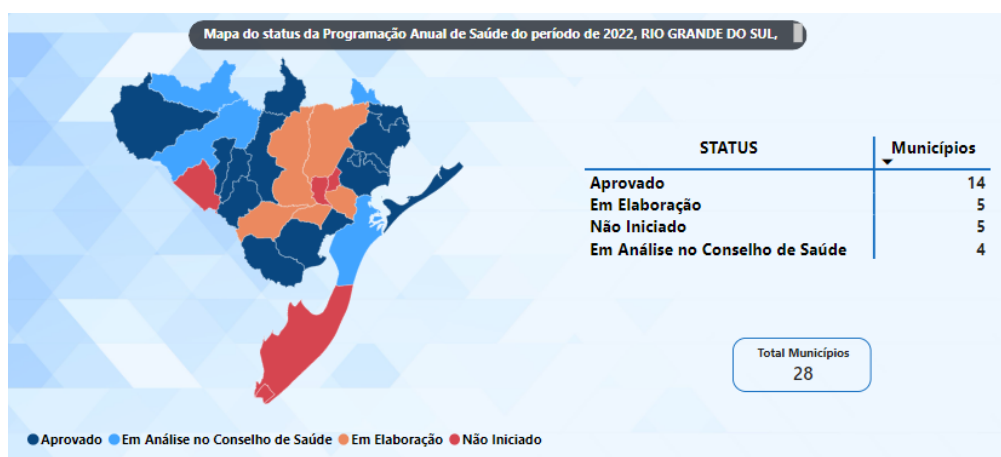 Mapa do status da Programação Anual de Saúde do período de 2022, RIO GRANDE DO SUL,
STATUS Municípios
Aprovado 14
Em Elaboração 5
Não Iniciado 5
Em Análise no Conselho de Saúde 4
Total Municípios
28
Aprovado Em Análise no Conselho de Saúde Em Elaboração Não Iniciado